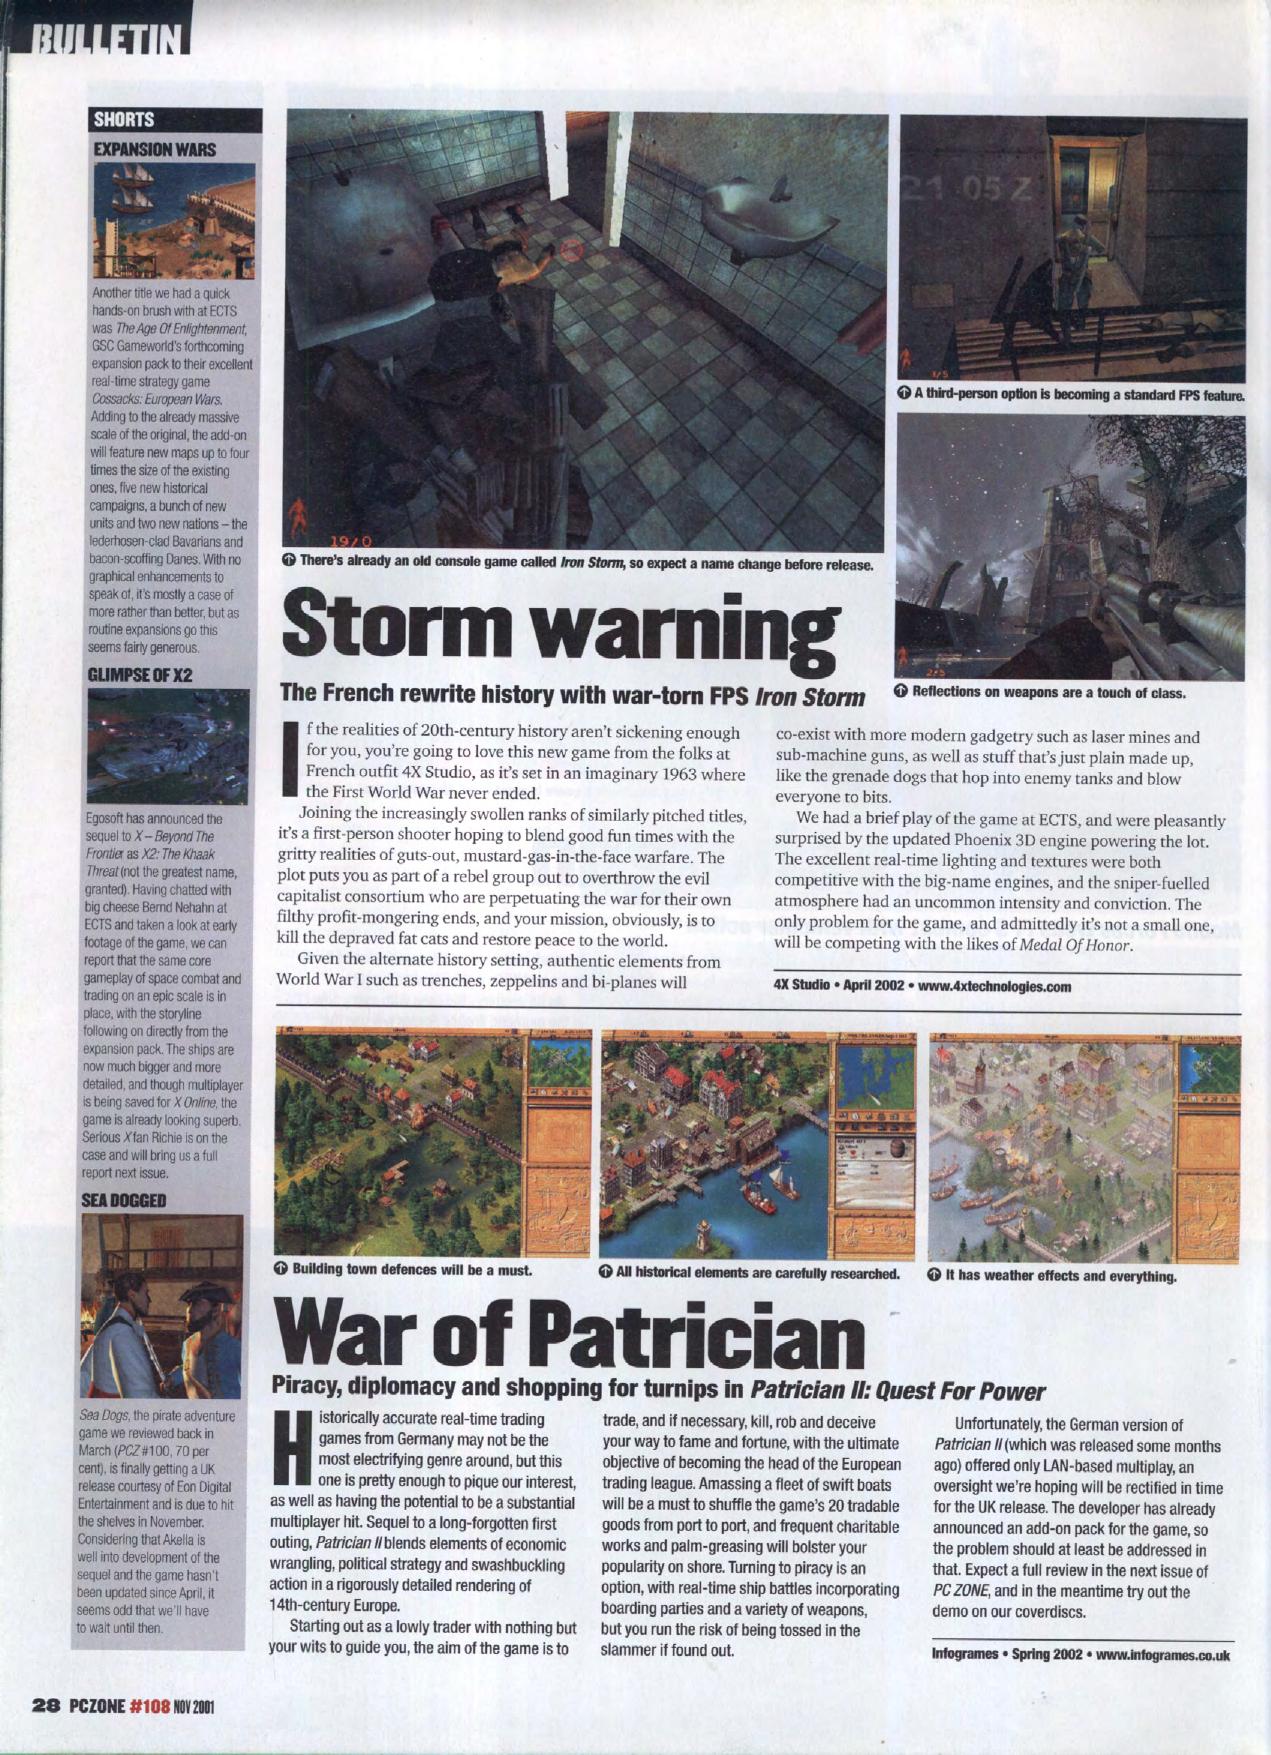 BULLETIN
SHORTS
EXPANSION WARS
Another title we had a quick
hands-on brush with at ECTS
was The Age Of Enlightenment,
GSC Gameworld's forthcoming
expansion pack to their excellent
real-time strategy game
Cossacks: European Wars.
Adding to the already massive
scale of the original, the add-on
will feature new maps up to four
times the size of the existing
ones, five new historical
campaigns, a bunch of new
units and two new nations – the
lederhosen-clad Bavarians and
bacon-scoffing Danes. With no
graphical enhancements to
speak of, it's mostly a case of
more rather than better, but as
routine expansions go this
seems fairly generous.
GLIMPSE OF X2
Egosoft has announced the
sequel to X – Beyond The
Frontier as X2: The Khaak
Threat (not the greatest name,
granted). Having chatted with
big cheese Bernd Nehahn at
ECTS and taken a look at early
footage of the game, we can
report that the same core
gameplay of space combat and
trading on an epic scale is in
place, with the storyline
following on directly from the
expansion pack. The ships are
now much bigger and more
detailed, and though multiplayer
is being saved for X Online, the
game is already looking superb.
Serious X fan Richie is on the
case and will bring us a full
report next issue.
SEA DOGGED
Sea Dogs, the pirate adventure
game we reviewed back in
March (PCZ #100, 70 per
cent), is finally getting a UK
release courtesy of Eon Digital
Entertainment and is due to hit
the shelves in November.
Considering that Akella is
well into development of the
sequel and the game hasn't
been updated since April, it
seems odd that we'll have
to wait until then.
19/0
21 05 Z
1/5
A third-person option is becoming a standard FPS feature.
2/5
Reflections on weapons are a touch of class.
There's already an old console game called Iron Storm, so expect a name change before release.
Storm warning
The French rewrite history with war-torn FPS Iron Storm
If the realities of 20th-century history aren't sickening enough
for you, you're going to love this new game from the folks at
French outfit 4X Studio, as it's set in an imaginary 1963 where
the First World War never ended.
Joining the increasingly swollen ranks of similarly pitched titles,
it's a first-person shooter hoping to blend good fun times with the
gritty realities of guts-out, mustard-gas-in-the-face warfare. The
plot puts you as part of a rebel group out to overthrow the evil
capitalist consortium who are perpetuating the war for their own
filthy profit-mongering ends, and your mission, obviously, is to
kill the depraved fat cats and restore peace to the world.
Given the alternate history setting, authentic elements from
World War I such as trenches, zeppelins and bi-planes will
co-exist with more modern gadgetry such as laser mines and
sub-machine guns, as well as stuff that's just plain made up,
like the grenade dogs that hop into enemy tanks and blow
everyone to bits.
We had a brief play of the game at ECTS, and were pleasantly
surprised by the updated Phoenix 3D engine powering the lot.
The excellent real-time lighting and textures were both
competitive with the big-name engines, and the sniper-fuelled
atmosphere had an uncommon intensity and conviction. The
only problem for the game, and admittedly it's not a small one,
will be competing with the likes of Medal Of Honor.
4X Studio • April 2002 • www.4xtechnologies.com
Building town defences will be a must.
All historical elements are carefully researched.
It has weather effects and everything.
War of Patrician
Piracy, diplomacy and shopping for turnips in Patrician II: Quest For Power
Historically accurate real-time trading
games from Germany may not be the
most electrifying genre around, but this
one is pretty enough to pique our interest,
as well as having the potential to be a substantial
multiplayer hit. Sequel to a long-forgotten first
outing, Patrician II blends elements of economic
wrangling, political strategy and swashbuckling
action in a rigorously detailed rendering of
14th-century Europe.
Starting out as a lowly trader with nothing but
your wits to guide you, the aim of the game is to
trade, and if necessary, kill, rob and deceive
your way to fame and fortune, with the ultimate
objective of becoming the head of the European
trading league. Amassing a fleet of swift boats
will be a must to shuffle the game's 20 tradable
goods from port to port, and frequent charitable
works and palm-greasing will bolster your
popularity on shore. Turning to piracy is an
option, with real-time ship battles incorporating
boarding parties and a variety of weapons,
but you run the risk of being tossed in the
slammer if found out.
Unfortunately, the German version of
Patrician II (which was released some months
ago) offered only LAN-based multiplay, an
oversight we're hoping will be rectified in time
for the UK release. The developer has already
announced an add-on pack for the game, so
the problem should at least be addressed in
that. Expect a full review in the next issue of
PC ZONE, and in the meantime try out the
demo on our coverdiscs.
Infogrames • Spring 2002 • www.infogrames.co.uk
28 PCZONE #108 NOV 2001